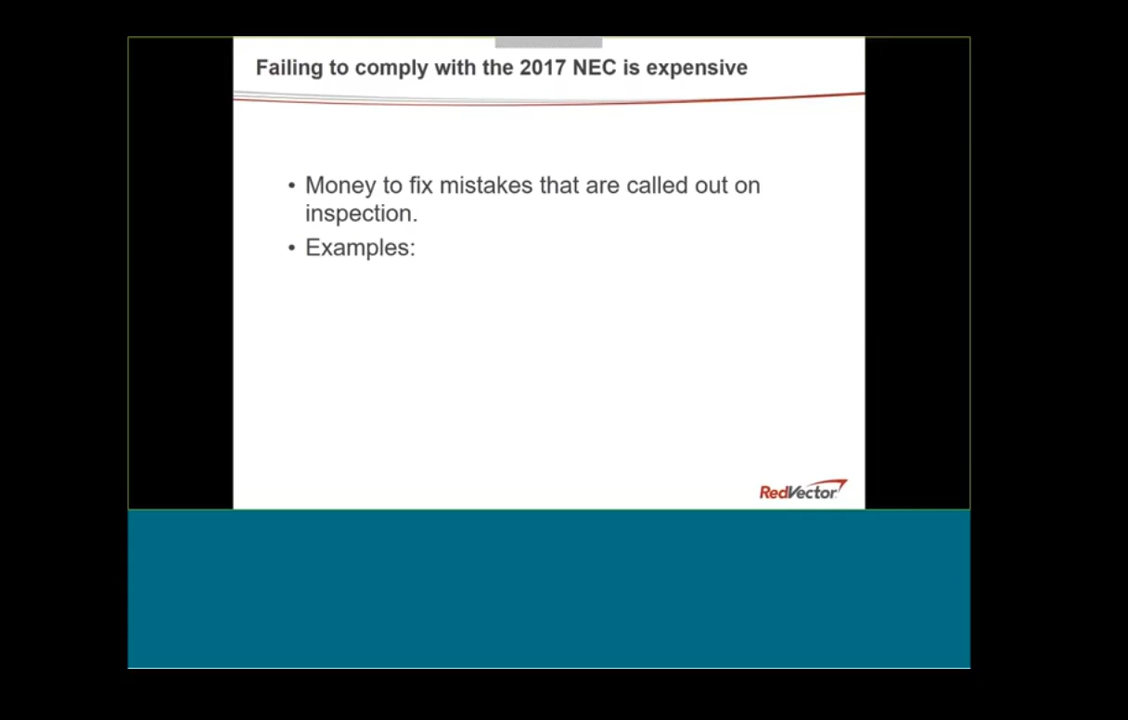 Failing to comply with the 2017 NEC is expensive
• Money to fix mistakes that are called out on
inspection.
• Examples:
RedVector